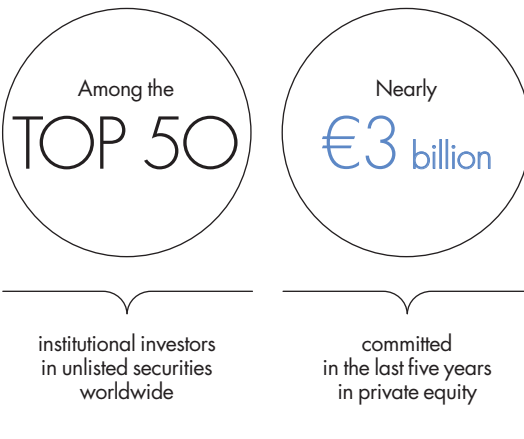 Among the
TOP 50
institutional investors
in unlisted securities
worldwide
Nearly
€3 billion
committed
in the last five years
in private equity